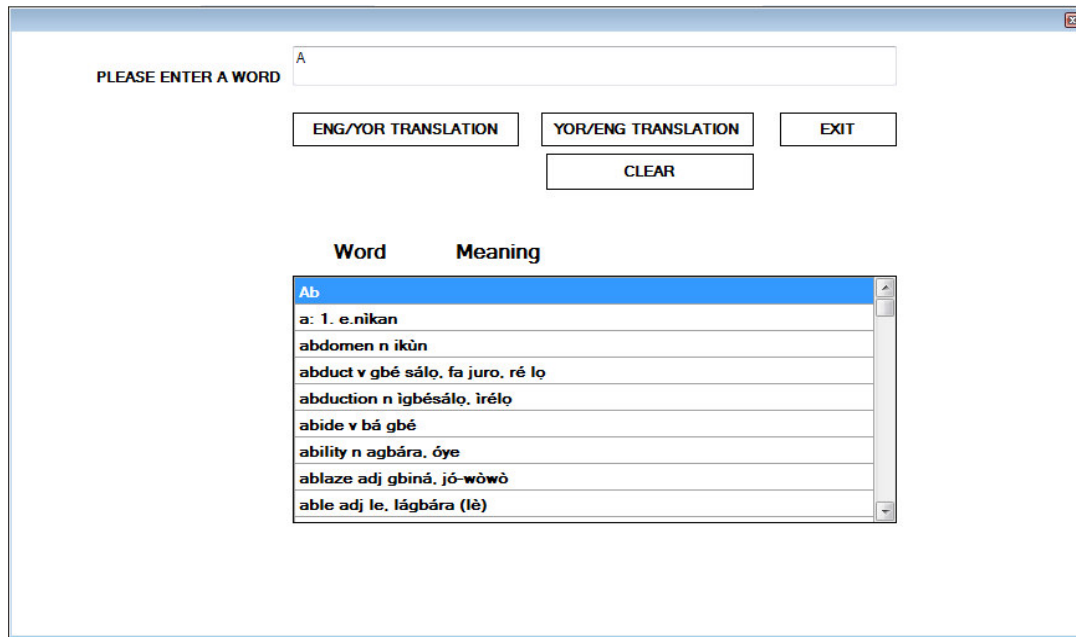 A
PLEASE ENTER A WORD
ENG/YOR TRANSLATION YOR/ENG TRANSLATION EXIT
CLEAR
Word Meaning
Ab
a: 1. e.nìkan
abdomen n ikùn
abduct v gbé sálọ, fa juro, ré lọ
abduction n ìgbésálọ, ìrélọ
abide v bá gbé
ability n agbára, óye
ablaze adj gbiná, jó-wòwò
able adj le, lágbára (lè)